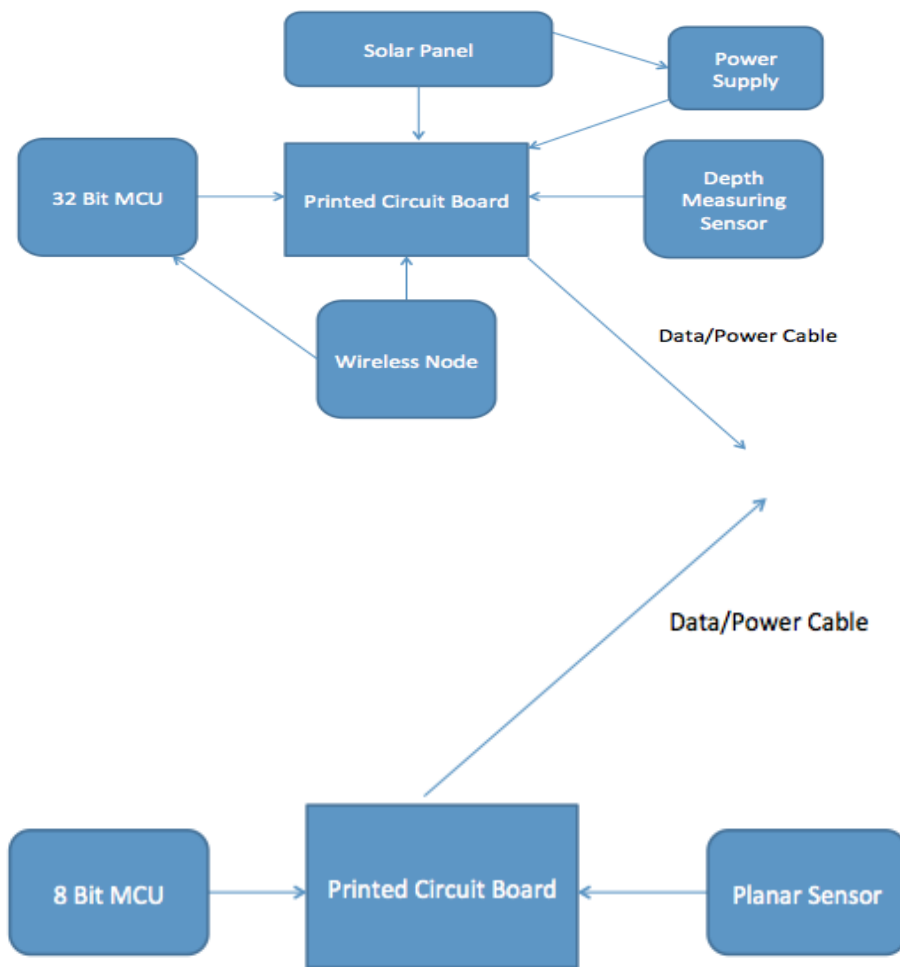 Solar Panel
Power
Supply
32 Bit MCU
Printed Circuit Board
Depth
Measuring
Sensor
Wireless Node
Data/Power Cable
Data/Power Cable
8 Bit MCU
Printed Circuit Board
Planar Sensor